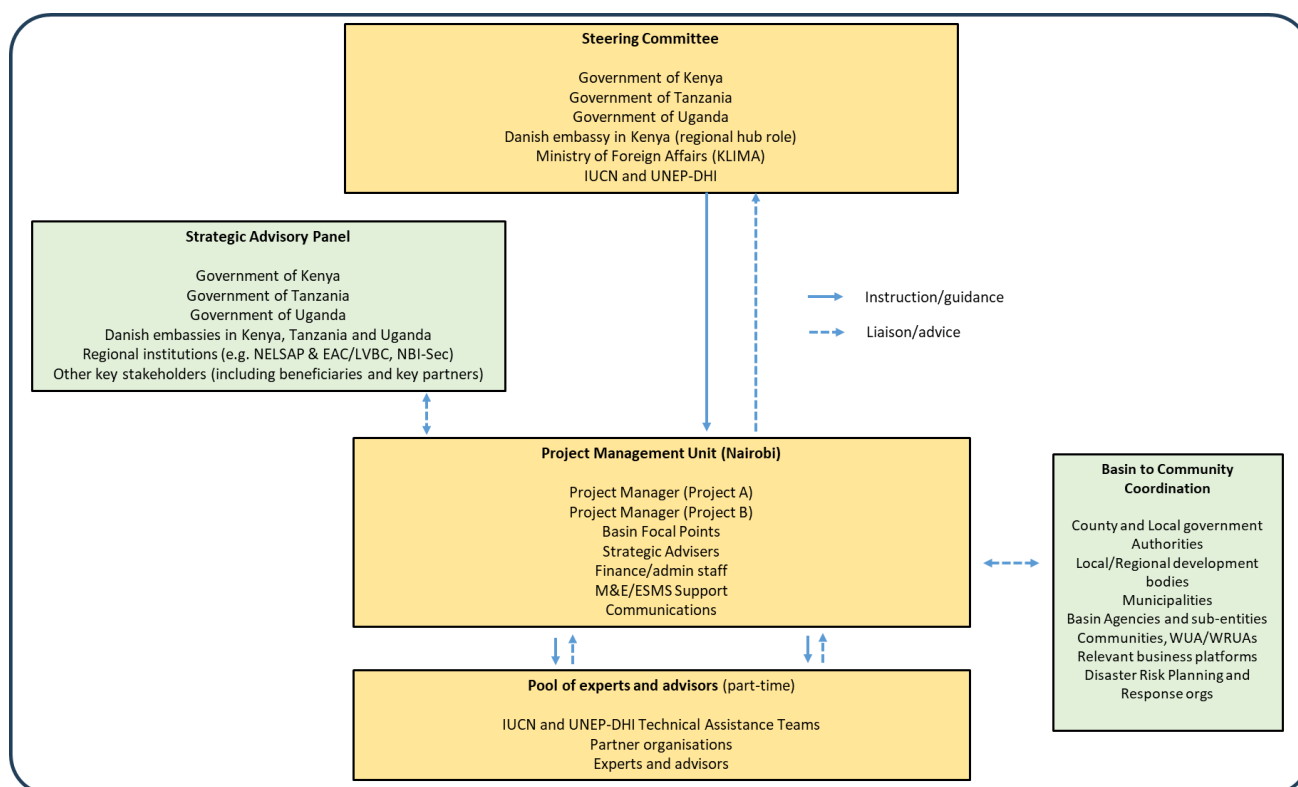 Steering Committee
Government of Kenya
Government of Tanzania
Government of Uganda
Danish embassy in Kenya (regional hub role)
Ministry of Foreign Affairs (KLIMA)
IUCN and UNEP-DHI
Strategic Advisory Panel
Government of Kenya
Government of Tanzania
Government of Uganda
Danish embassies in Kenya, Tanzania and Uganda
Regional institutions (e.g. NELSAP & EAC/LVBC, NBI-Sec)
Other key stakeholders (including beneficiaries and key partners)
Instruction/guidance
Liaison/advice
Project Management Unit (Nairobi)
Project Manager (Project A)
Project Manager (Project B)
Basin Focal Points
Strategic Advisers
Finance/admin staff
M&E/ESMS Support
Communications
Basin to Community
Coordination
County and Local government
Authorities
Local/Regional development
bodies
Municipalities
Basin Agencies and sub-entities
Communities, WUA/WRUAs
Relevant business platforms
Disaster Risk Planning and
Response orgs
Pool of experts and advisors (part-time)
IUCN and UNEP-DHI Technical Assistance Teams
Partner organisations
Experts and advisors